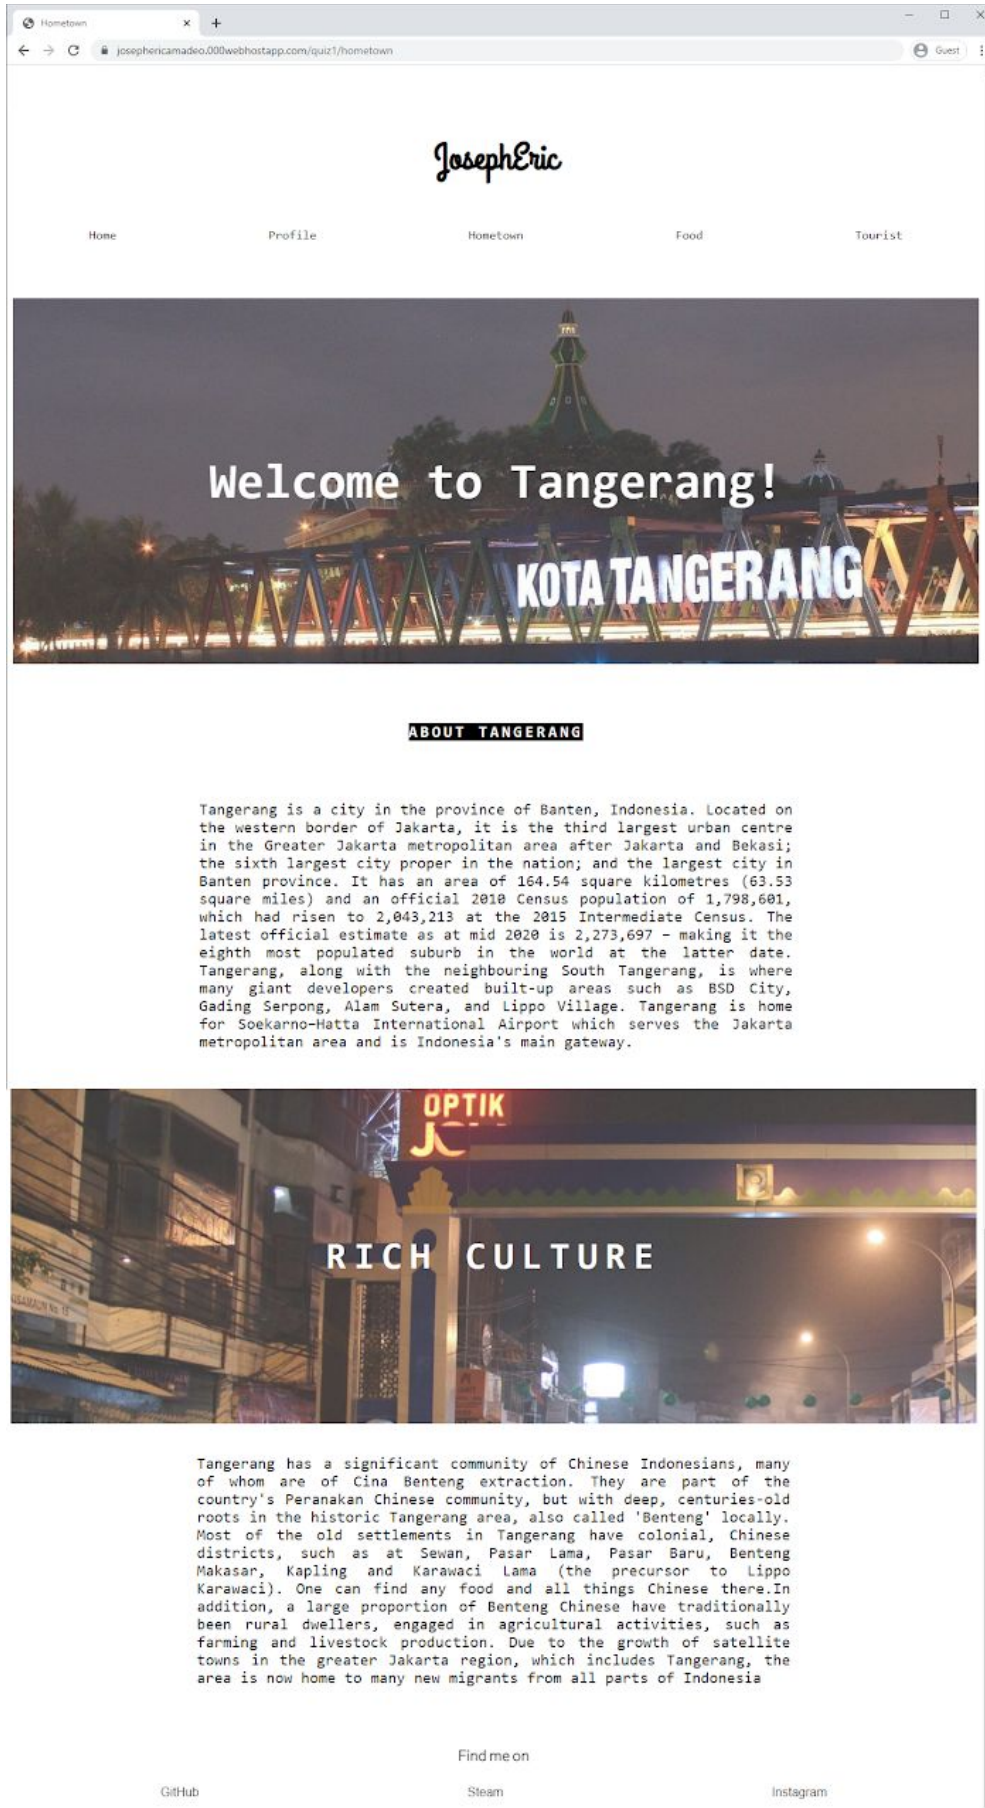 Hometown
josephericamadeo.000webhostapp.com/quiz1/hometown
Guest
JosephEric
Home Profile Hometown Food Tourist
Welcome to Tangerang!
KOTA TANGERANG
ABOUT TANGERANG
Tangerang is a city in the province of Banten, Indonesia. Located on
the western border of Jakarta, it is the third largest urban centre
in the Greater Jakarta metropolitan area after Jakarta and Bekasi;
the sixth largest city proper in the nation; and the largest city in
Banten province. It has an area of 164.54 square kilometres (63.53
square miles) and an official 2010 Census population of 1,798,601,
which had risen to 2,043,213 at the 2015 Intermediate Census. The
latest official estimate as at mid 2020 is 2,273,697 – making it the
eighth most populated suburb in the world at the latter date.
Tangerang, along with the neighbouring South Tangerang, is where
many giant developers created built-up areas such as BSD City,
Gading Serpong, Alam Sutera, and Lippo Village. Tangerang is home
for Soekarno–Hatta International Airport which serves the Jakarta
metropolitan area and is Indonesia's main gateway.
OPTIK
RICH CULTURE
Tangerang has a significant community of Chinese Indonesians, many
of whom are of Cina Benteng extraction. They are part of the
country's Peranakan Chinese community, but with deep, centuries-old
roots in the historic Tangerang area, also called 'Benteng' locally.
Most of the old settlements in Tangerang have colonial, Chinese
districts, such as at Sewan, Pasar Lama, Pasar Baru, Benteng
Makasar, Kapling and Karawaci Lama (the precursor to Lippo
Karawaci). One can find any food and all things Chinese there.In
addition, a large proportion of Benteng Chinese have traditionally
been rural dwellers, engaged in agricultural activities, such as
farming and livestock production. Due to the growth of satellite
towns in the greater Jakarta region, which includes Tangerang, the
area is now home to many new migrants from all parts of Indonesia
Find me on
GitHub Steam Instagram